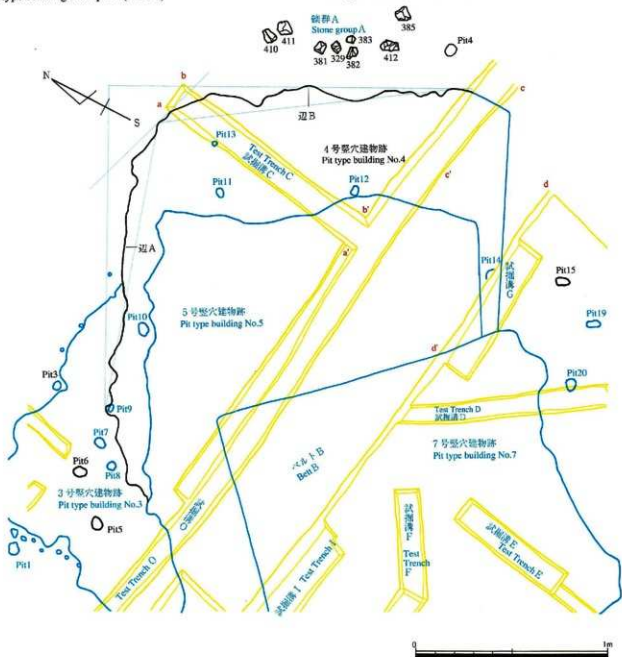 385
礫群A
Stone group A
410
411
381
329
383
382
412
Pit4
N
S
b
a
c
辺B
Pit13
Test Trench C
試掘溝C
4号竪穴建物跡
Pit type building No.4
Pit11
Pit12
c'
b'
d
辺A
a'
Pit14
試掘溝G
Pit15
5号竪穴建物跡
Pit type building No.5
Pit10
Pit19
d'
Pit3
Pit9
Pit20
Test Trench D
試掘溝D
Pit7
Pit6
Pit8
ベルトB
Bett B
7号竪穴建物跡
Pit type building No.7
3号竪穴建物跡
Pit type building No.3
Pit5
試掘溝O
Test Trench O
試掘溝F
Test Trench F
試掘溝E
Test Trench E
Pit1
試掘溝I Test Trench I
0
1m